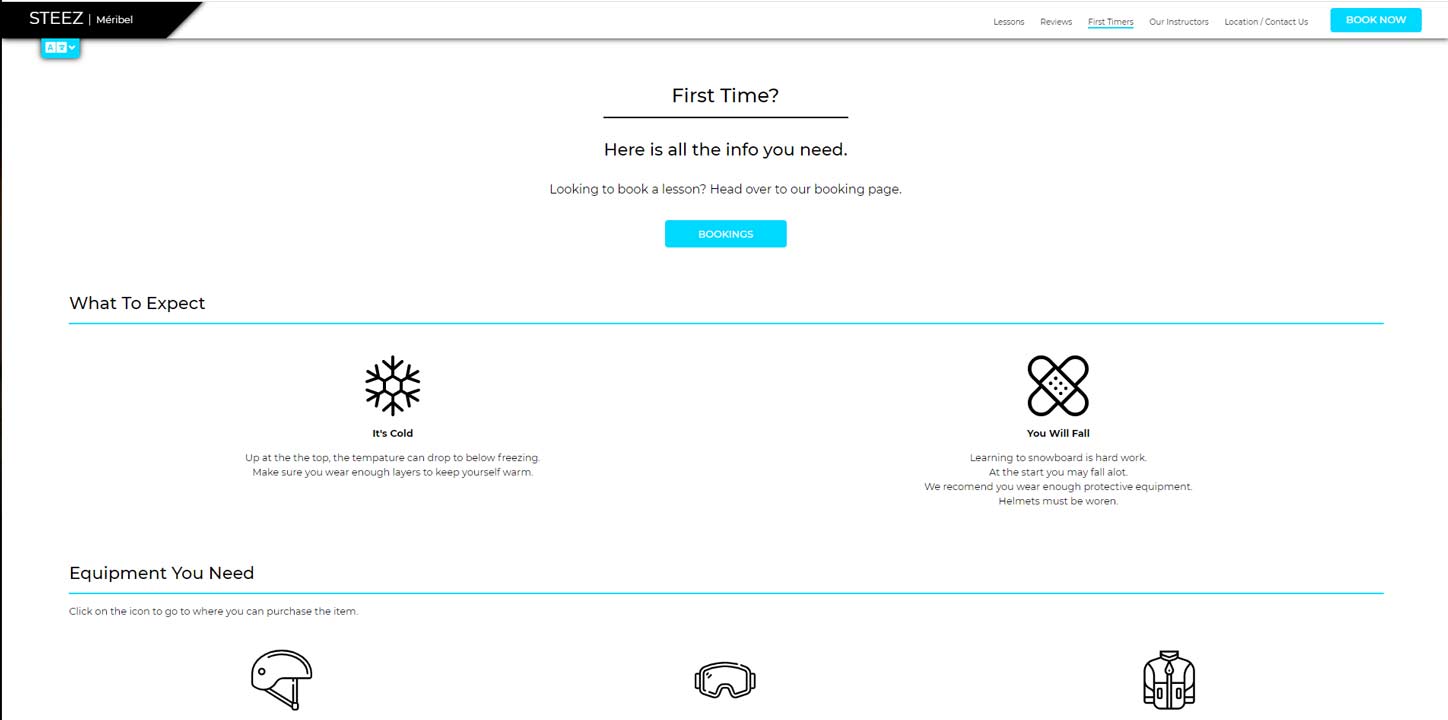 STEEZ | Méribel
Lessons Reviews First Timers Our Instructors Location / Contact Us BOOK NOW
A
First Time?
Here is all the info you need.
Looking to book a lesson? Head over to our booking page.
BOOKINGS
What To Expect
It's Cold
Up at the the top, the tempature can drop to below freezing.
Make sure you wear enough layers to keep yourself warm.
You Will Fall
Learning to snowboard is hard work.
At the start you may fall alot.
We recomend you wear enough protective equipment.
Helmets must be woren.
Equipment You Need
Click on the icon to go to where you can purchase the item.